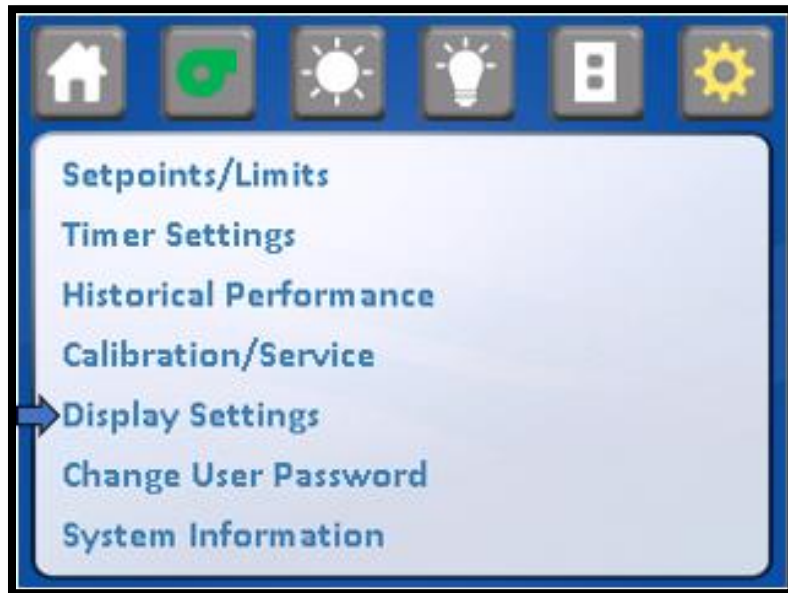 Setpoints/Limits
Timer Settings
Historical Performance
Calibration/Service
Display Settings
Change User Password
System Information